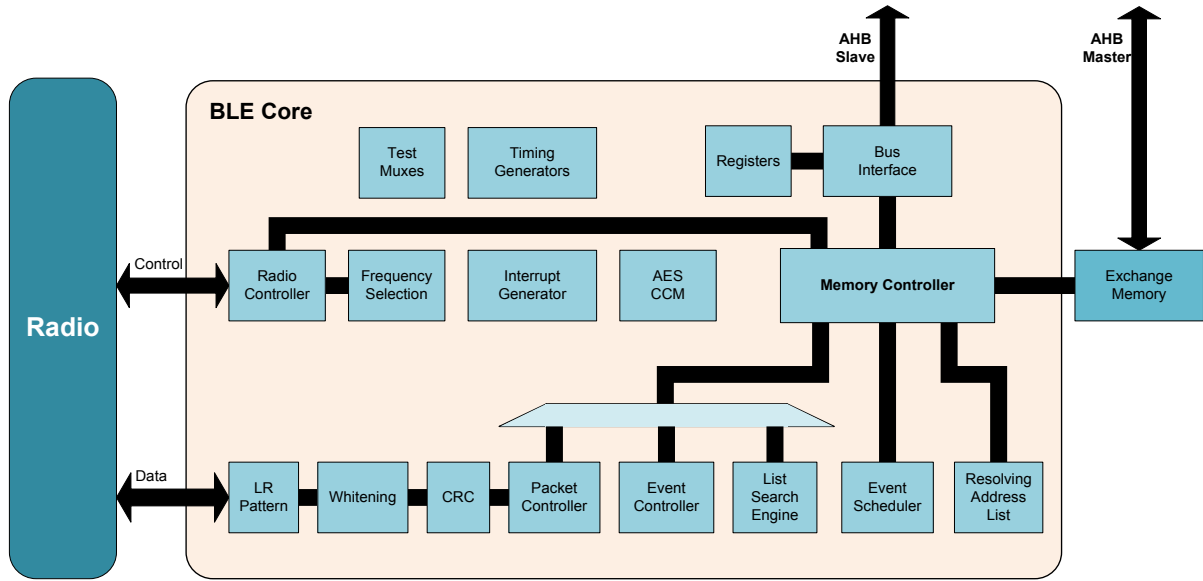 AHB
Slave
AHB
Master
BLE Core
Test
Muxes
Timing
Generators
Registers
Bus
Interface
Control
Radio
Controller
Frequency
Selection
Interrupt
Generator
AES
CCM
Memory Controller
Exchange
Memory
Radio
Data
LR
Pattern
Whitening
CRC
Packet
Controller
Event
Controller
List
Search
Engine
Event
Scheduler
Resolving
Address
List